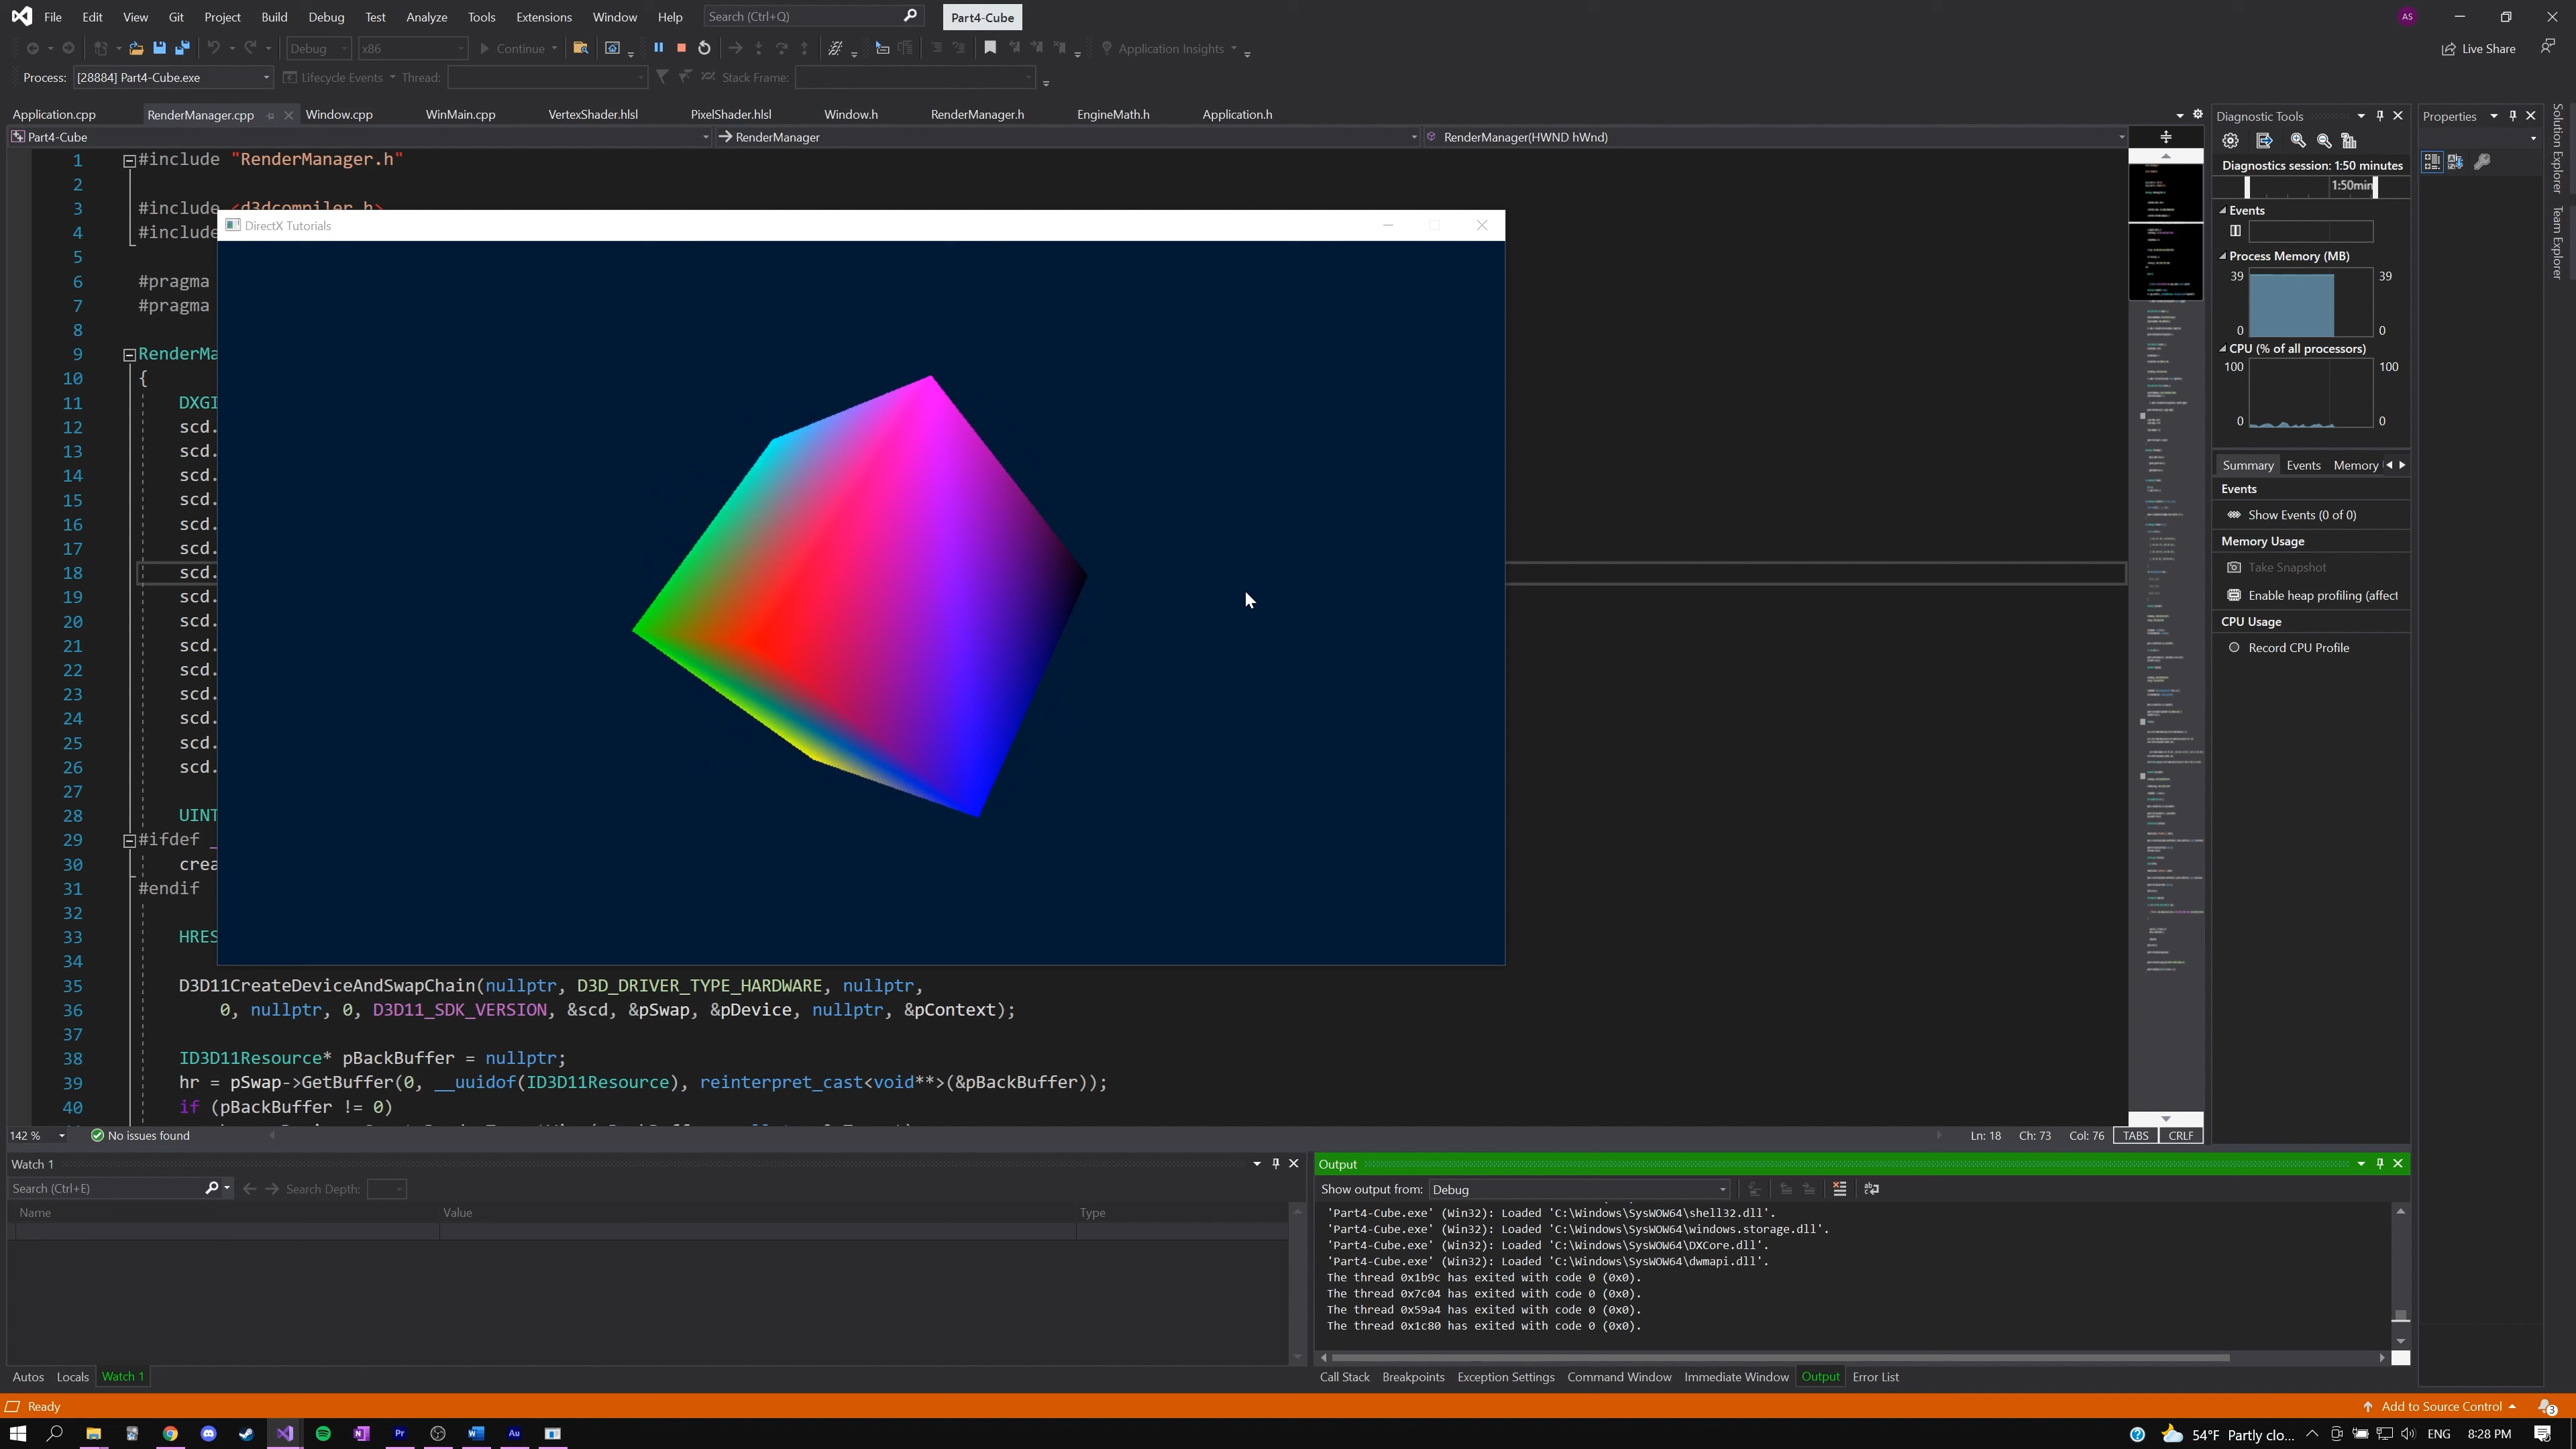 File Edit View Git Project Build Debug Test Analyze Tools Extensions Window Help Search (Ctrl+Q) Part4-Cube AS
Debug x86 Continue Application Insights Live Share
Process: [28884] Part4-Cube.exe Lifecycle Events Thread: Stack Frame:
Application.cpp RenderManager.cpp Window.cpp WinMain.cpp VertexShader.hlsl PixelShader.hlsl Window.h RenderManager.h EngineMath.h Application.h
Part4-Cube RenderManager RenderManager(HWND hWnd)
1 #include "RenderManager.h"
2
3 #include <d3dcompiler.h>
4 #include
5
6 #pragma
7 #pragma
8
9 RenderMa
10 {
11 DXGI
12 scd.
13 scd.
14 scd.
15 scd.
16 scd.
17 scd.
18 scd.
19 scd.
20 scd.
21 scd.
22 scd.
23 scd.
24 scd.
25 scd.
26 scd.
27
28 UINT
29 #ifdef _
30 crea
31 #endif
32
33 HRES
34
35 D3D11CreateDeviceAndSwapChain(nullptr, D3D_DRIVER_TYPE_HARDWARE, nullptr,
36 0, nullptr, 0, D3D11_SDK_VERSION, &scd, &pSwap, &pDevice, nullptr, &pContext);
37
38 ID3D11Resource* pBackBuffer = nullptr;
39 hr = pSwap->GetBuffer(0, __uuidof(ID3D11Resource), reinterpret_cast<void**>(&pBackBuffer));
40 if (pBackBuffer != 0)
DirectX Tutorials
142 % No issues found Ln: 18 Ch: 73 Col: 76 TABS CRLF
Diagnostic Tools
Diagnostics session: 1:50 minutes
1:50min
Events
Process Memory (MB)
39 39
0 0
CPU (% of all processors)
100 100
0 0
Summary Events Memory
Events
Show Events (0 of 0)
Memory Usage
Take Snapshot
Enable heap profiling (affect
CPU Usage
Record CPU Profile
Properties
Solution Explorer
Team Explorer
Watch 1
Search (Ctrl+E) Search Depth:
Name Value Type
Autos Locals Watch 1
Output
Show output from: Debug
'Part4-Cube.exe' (Win32): Loaded 'C:\Windows\SysWOW64\shell32.dll'.
'Part4-Cube.exe' (Win32): Loaded 'C:\Windows\SysWOW64\windows.storage.dll'.
'Part4-Cube.exe' (Win32): Loaded 'C:\Windows\SysWOW64\DXCore.dll'.
'Part4-Cube.exe' (Win32): Loaded 'C:\Windows\SysWOW64\dwmapi.dll'.
The thread 0x1b9c has exited with code 0 (0x0).
The thread 0x7c04 has exited with code 0 (0x0).
The thread 0x59a4 has exited with code 0 (0x0).
The thread 0x1c80 has exited with code 0 (0x0).
Call Stack Breakpoints Exception Settings Command Window Immediate Window Output Error List
Ready Add to Source Control 3
N Pr W Au 54°F Partly clo... ENG 8:28 PM